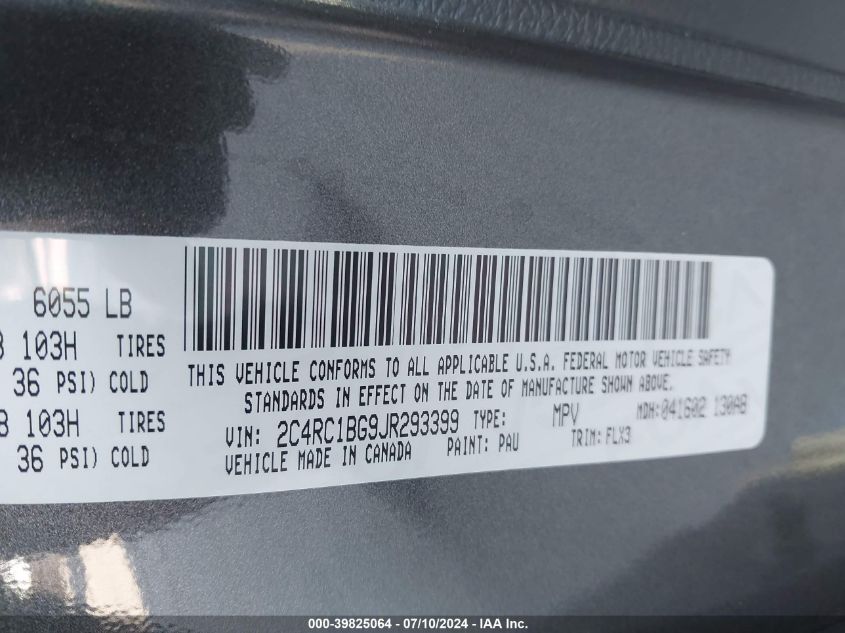 6055 LB
103H TIRES
36 PSI) COLD
103H TIRES
36 PSI) COLD
THIS VEHICLE CONFORMS TO ALL APPLICABLE U.S.A. FEDERAL MOTOR VEHICLE SAFETY
STANDARDS IN EFFECT ON THE DATE OF MANUFACTURE SHOWN ABOVE.
VIN: 2C4RC1BG9JR293399 TYPE: MPV MDH:041602 130AB
VEHICLE MADE IN CANADA PAINT: PAU TRIM: FLX3
000-39825064 / 07/10/2024 - IAA Inc.